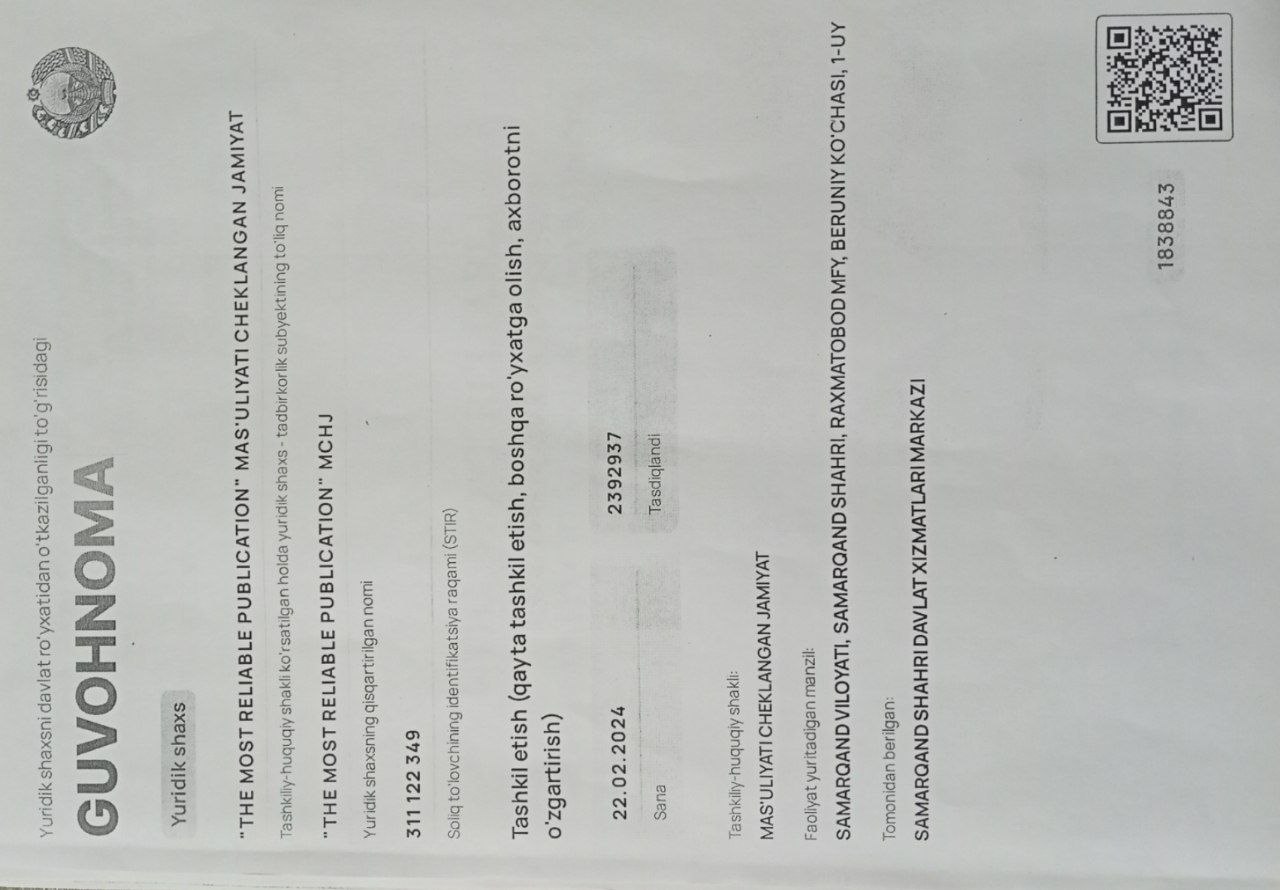 Yuridik shaxsni davlat ro'yxatidan o'tkazilganligi to'g'risidagi
GUVOHNOMA
Yuridik shaxs
"THE MOST RELIABLE PUBLICATION" MAS'ULIYATI CHEKLANGAN JAMIYAT
Tashkiliy-huquqiy shakli ko'rsatilgan holda yuridik shaxs - tadbirkorlik subyektining to'liq nomi
"THE MOST RELIABLE PUBLICATION" MCHJ
Yuridik shaxsning qisqartirilgan nomi
311 122 349
Soliq to'lovchining identifikatsiya raqami (STIR)
Tashkil etish (qayta tashkil etish, boshqa ro'yxatga olish, axborotni
o'zgartirish)
22.02.2024 2392937
Sana Tasdiqlandi
Tashkiliy-huquqiy shakli:
MAS'ULIYATI CHEKLANGAN JAMIYAT
Faoliyat yuritadigan manzil:
SAMARQAND VILOYATI, SAMARQAND SHAHRI, RAXMATOBOD MFY, BERUNIY KO'CHASI, 1-UY
Tomonidan berilgan:
SAMARQAND SHAHRI DAVLAT XIZMATLARI MARKAZI
1838843